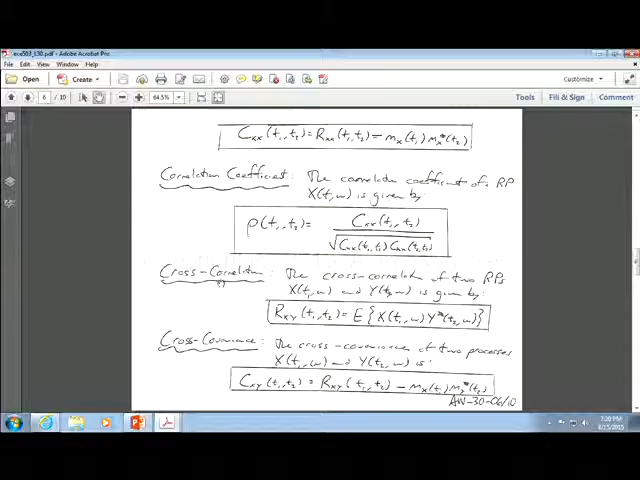 ece503_L30.pdf - Adobe Acrobat Pro
File Edit View Window Help
Open Create Customize
6 / 10 64.5% Tools Fill & Sign Comment
Cxx(t1,t2) = Rxx(t1,t2) - mx(t1) mx*(t2)
Correlation Coefficient: The correlation coefficient of a RP
X(t,ω) is given by:
ρ(t1,t2) = Cxx(t1,t2)
√Cxx(t1,t1) Cxx(t2,t2)
Cross-Correlation: The cross-correlation of two RPs
X(t1,ω) and Y(t2,ω) is given by:
RXY(t1,t2) = E{X(t1,ω) Y*(t2,ω)}
Cross-Covariance: The cross-covariance of two processes
X(t1,ω) and Y(t2,ω) is:
CXY(t1,t2) = RXY(t1,t2) - mx(t1) my*(t2)
AW-30-06/10
7:20 PM
8/15/2015